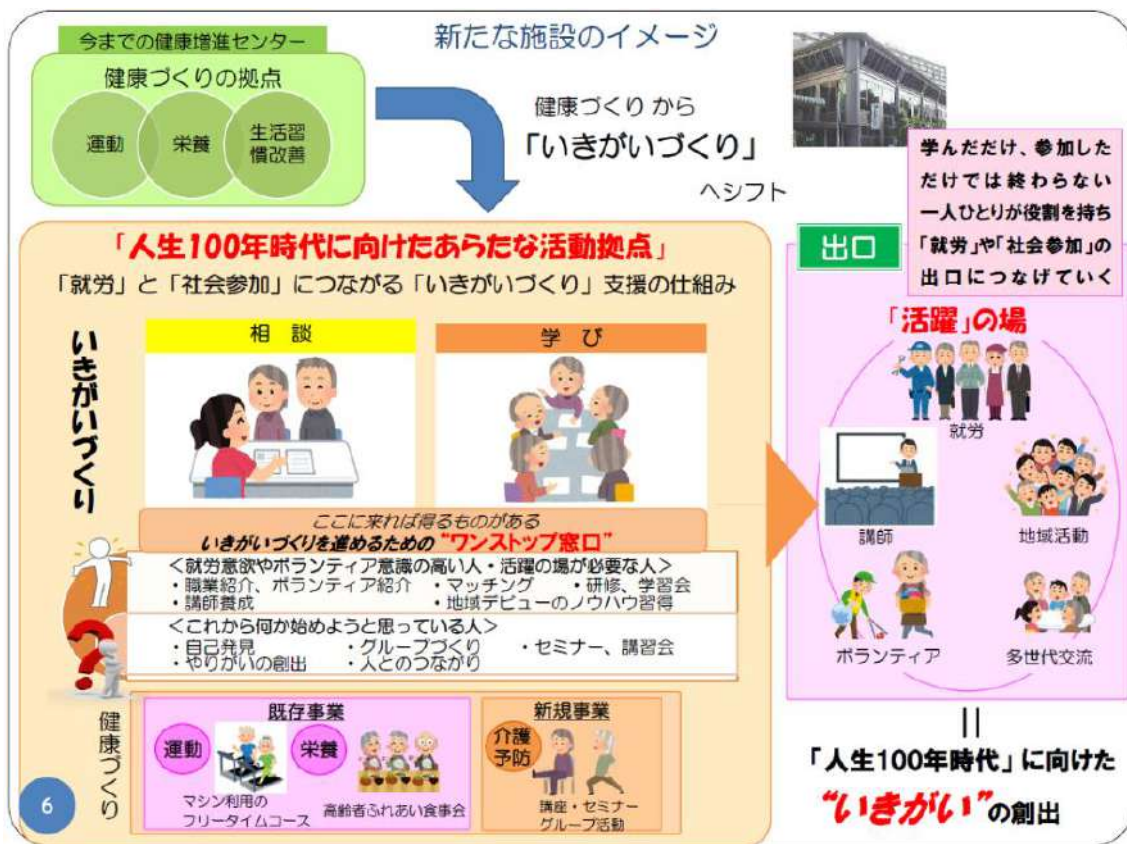 新たな施設のイメージ
今までの健康増進センター
健康づくりの拠点
運動
栄養
生活習
慣改善
健康づくり から
「いきがいづくり」
へシフト
学んだだけ、参加した
だけでは終わらない
一人ひとりが役割を持ち
「就労」や「社会参加」の
出口につなげていく
「人生100年時代に向けたあらたな活動拠点」
「就労」と「社会参加」につながる「いきがいづくり」支援の仕組み
いきがいづくり
相 談
学 び
ここに来れば得るものがある
いきがいづくりを進めるための "ワンストップ窓口"
<就労意欲やボランティア意識の高い人・活躍の場が必要な人>
・職業紹介、ボランティア紹介 ・マッチング ・研修、学習会
・講師養成 ・地域デビューのノウハウ習得
<これから何か始めようと思っている人>
・自己発見 ・グループづくり ・セミナー、講習会
・やりがいの創出 ・人とのつながり
健康づくり
既存事業
運動
栄養
マシン利用の
フリータイムコース
高齢者ふれあい食事会
新規事業
介護
予防
講座・セミナー
グループ活動
出口
「活躍」の場
就労
講師
地域活動
ボランティア
多世代交流
||
「人生100年時代」に向けた
"いきがい"の創出
6